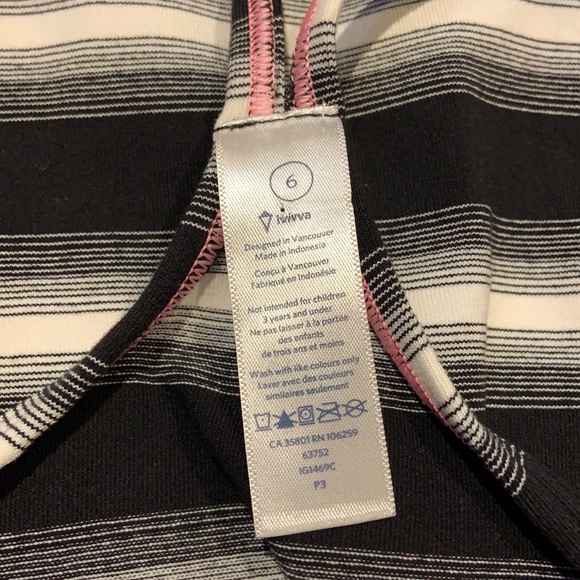 6
ivivva
Designed in Vancouver
Made in Indonesia
Conçu à Vancouver
Fabriqué en Indonésie
Not intended for children
3 years and under
Ne pas laisser à la portée
des enfants
de trois ans et moins
Wash with like colours only
Laver avec des couleurs
similaires seulement
CA 35801 RN 106259
63752
IG1469C
P3